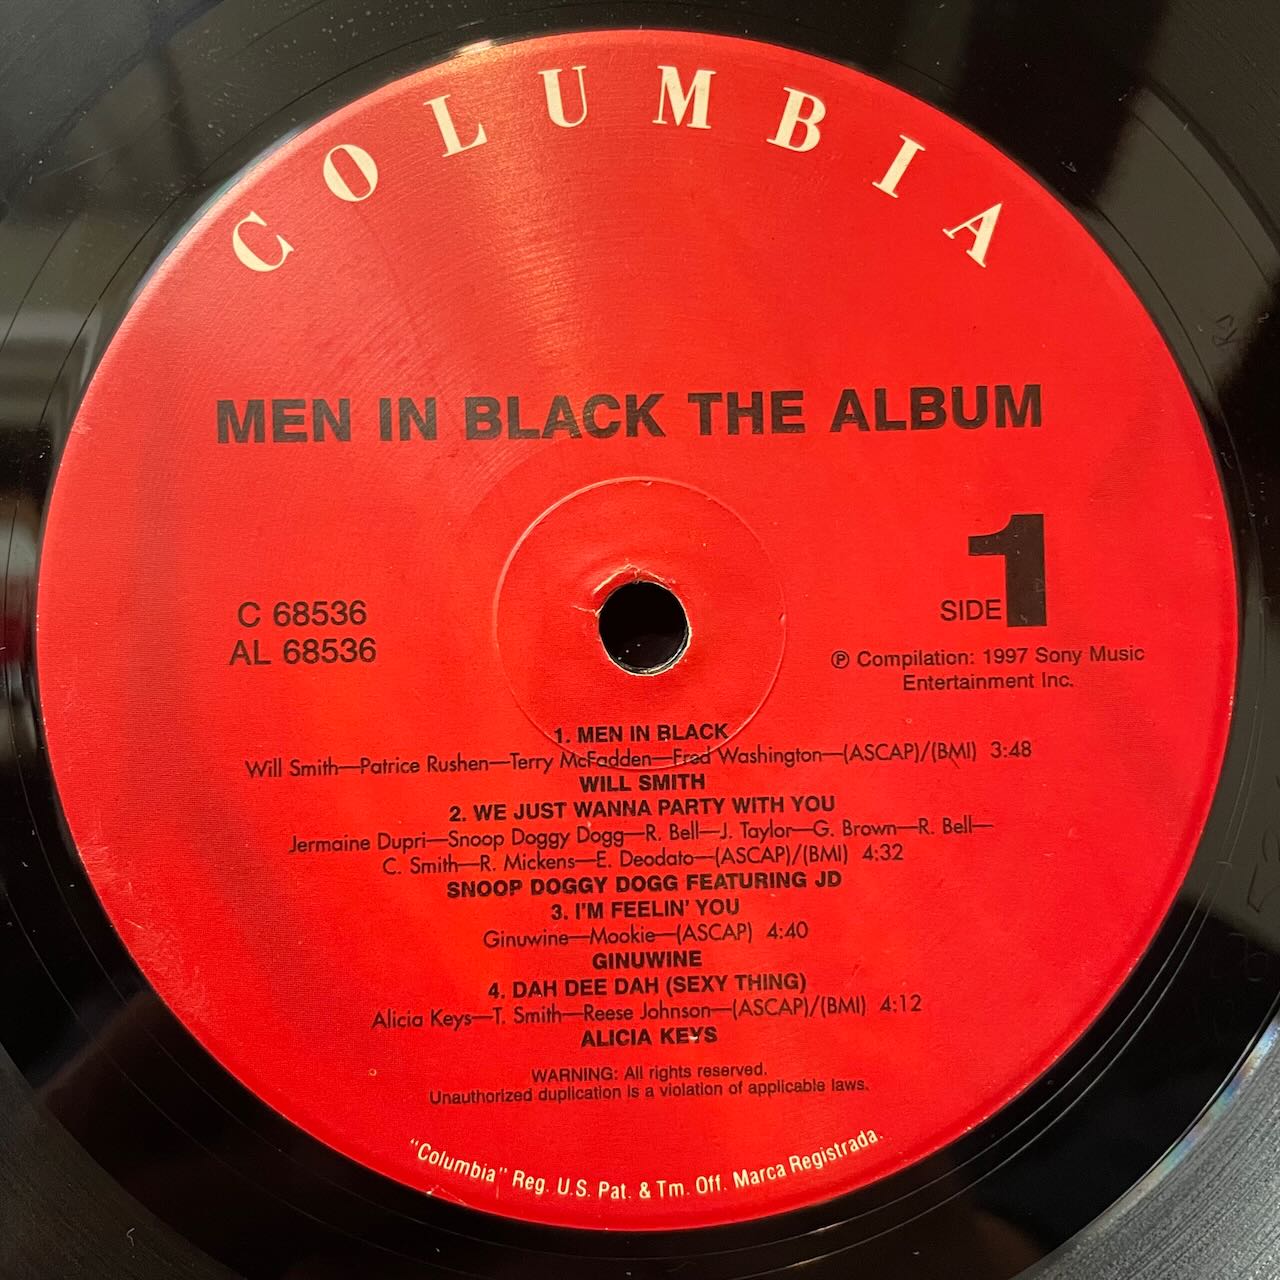 COLUMBIA
MEN IN BLACK THE ALBUM
C 68536
AL 68536
SIDE 1
℗ Compilation: 1997 Sony Music
Entertainment Inc.
1. MEN IN BLACK
Will Smith—Patrice Rushen—Terry McFadden—Fred Washington—(ASCAP)/(BMI) 3:48
WILL SMITH
2. WE JUST WANNA PARTY WITH YOU
Jermaine Dupri—Snoop Doggy Dogg—R. Bell—J. Taylor—G. Brown—R. Bell—
C. Smith—R. Mickens—E. Deodato—(ASCAP)/(BMI) 4:32
SNOOP DOGGY DOGG FEATURING JD
3. I'M FEELIN' YOU
Ginuwine—Mookie—(ASCAP) 4:40
GINUWINE
4. DAH DEE DAH (SEXY THING)
Alicia Keys—T. Smith—Reese Johnson—(ASCAP)/(BMI) 4:12
ALICIA KEYS
WARNING: All rights reserved.
Unauthorized duplication is a violation of applicable laws.
"Columbia" Reg. U.S. Pat. & Tm. Off. Marca Registrada.